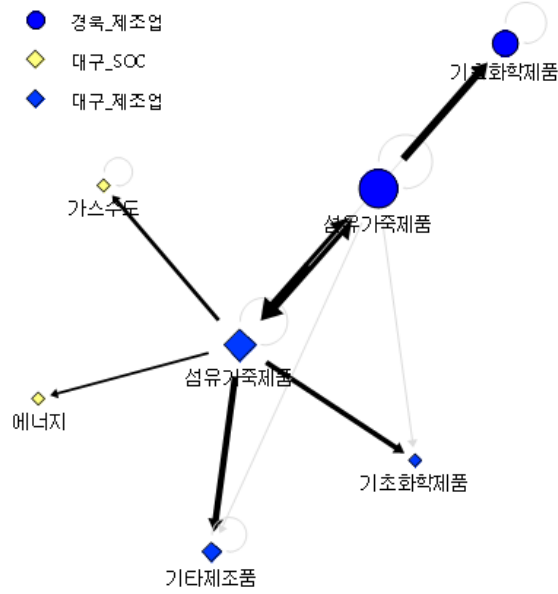 경북_제조업
대구_SOC
대구_제조업
기초화학제품
가스수도
섬유가죽제품
섬유가죽제품
에너지
기초화학제품
기타제조품